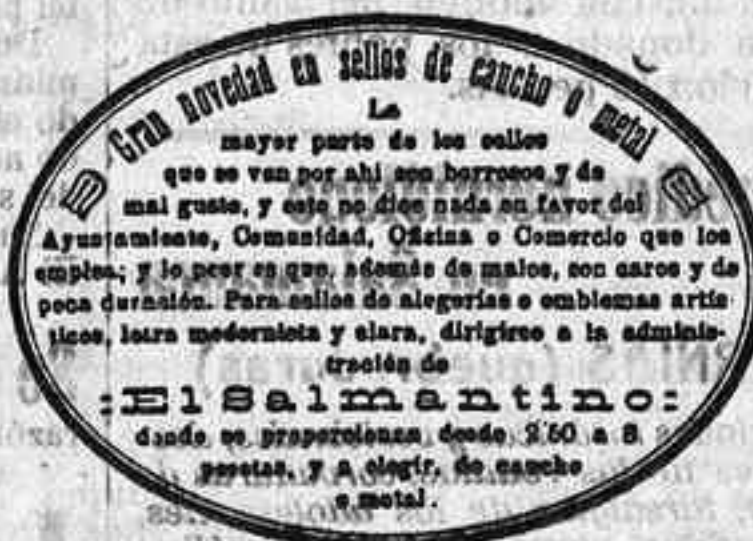 Gran novedad en sellos de caucho o metal
La
mayor parte de los sellos
que se ven por ahí son borrosos y de
mal gusto, y esto no dice nada en favor del
Ayuntamiento, Comunidad, Oficina o Comercio que los
emplea; y lo peor es que, además de malos, son caros y de
poca duración. Para sellos de alegorías o emblemas artís-
ticos, letra modernista y clara, dirigirse a la adminis-
tración de
:El Salmantino:
donde se proporcionan desde 2'50 a 8
pesetas, y a elegir, de caucho
o metal.